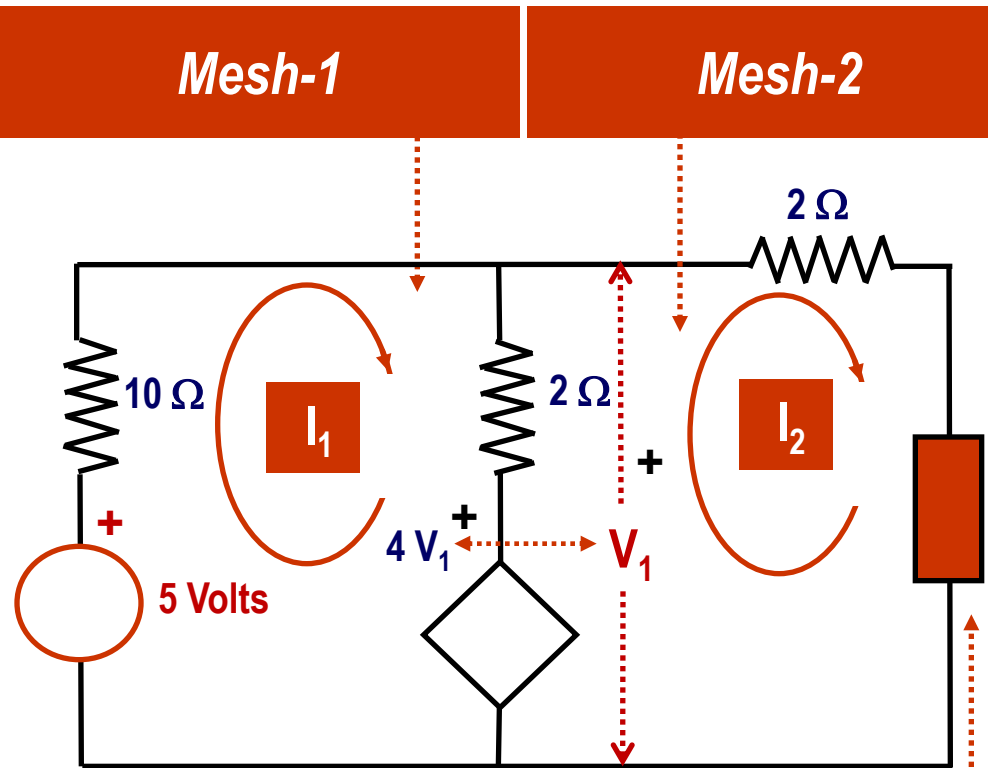 Mesh-1
Mesh-2
2 Ω
10 Ω
I1
2 Ω
I2
+
+
+
4 V1
V1
5 Volts